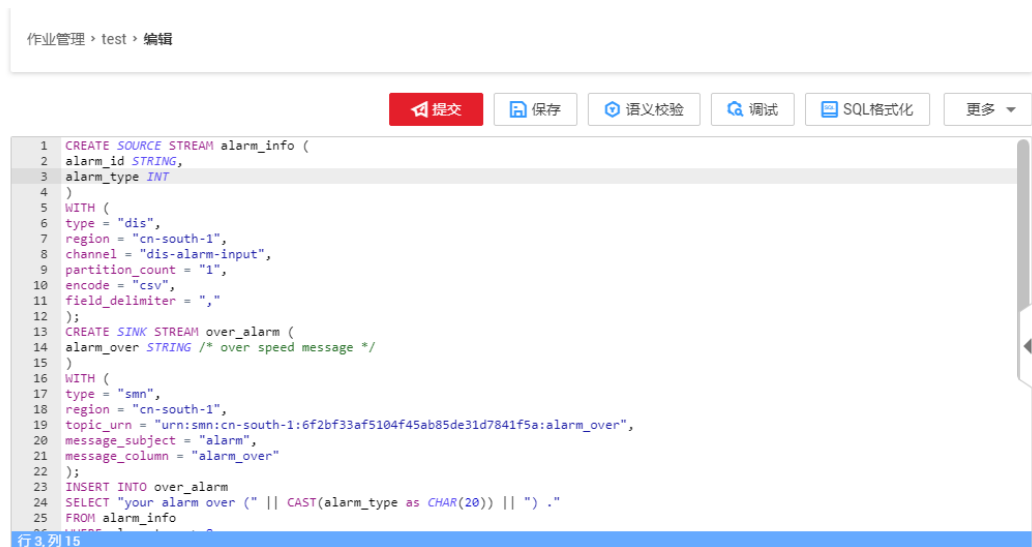 作业管理 › test › 编辑
提交 保存 语义校验 调试 SQL格式化 更多
1 CREATE SOURCE STREAM alarm_info (
2 alarm_id STRING,
3 alarm_type INT
4 )
5 WITH (
6 type = "dis",
7 region = "cn-south-1",
8 channel = "dis-alarm-input",
9 partition_count = "1",
10 encode = "csv",
11 field_delimiter = ","
12 );
13 CREATE SINK STREAM over_alarm (
14 alarm_over STRING /* over speed message */
15 )
16 WITH (
17 type = "smn",
18 region = "cn-south-1",
19 topic_urn = "urn:smn:cn-south-1:6f2bf33af5104f45ab85de31d7841f5a:alarm_over",
20 message_subject = "alarm",
21 message_column = "alarm_over"
22 );
23 INSERT INTO over_alarm
24 SELECT "your alarm over (" || CAST(alarm_type as CHAR(20)) || ") ."
25 FROM alarm_info
行 3, 列 15